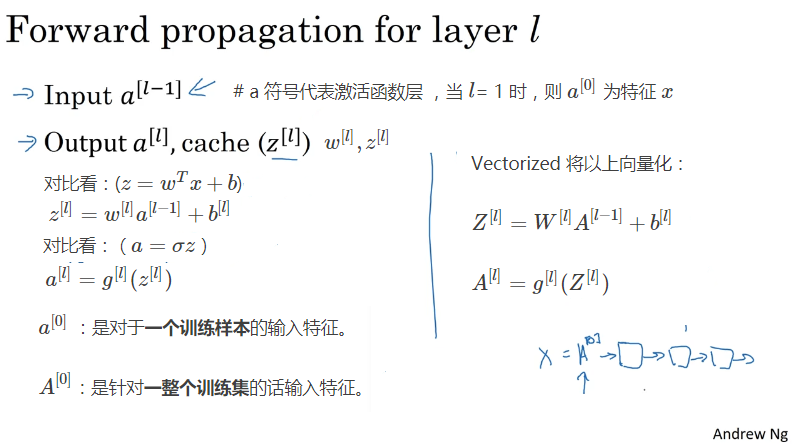 Forward propagation for layer l
→ Input a^[l−1] # a 符号代表激活函数层 ，当 l= 1 时，则 a^[0] 为特征 x
→ Output a^[l], cache (z^[l]) w^[l], z^[l]
对比看：(z = w^T x + b)
z^[l] = w^[l] a^[l−1] + b^[l]
对比看：（ a = σz ）
a^[l] = g^[l](z^[l])
a^[0] ：是对于一个训练样本的输入特征。
A^[0]：是针对一整个训练集的话输入特征。
Vectorized 将以上向量化：
Z^[l] = W^[l] A^[l−1] + b^[l]
A^[l] = g^[l](Z^[l])
X = A^[0] → □ → □ → □ →
Andrew Ng